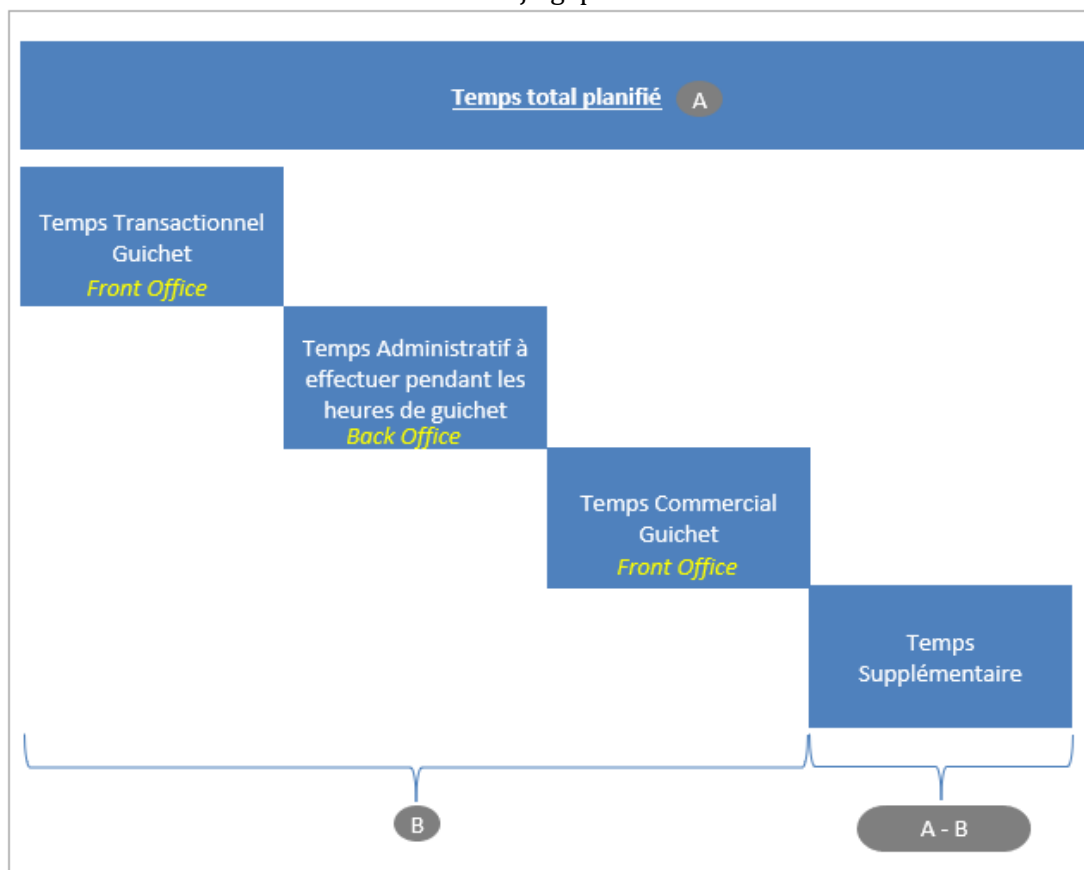 Temps total planifié A
Temps Transactionnel
Guichet
Front Office
Temps Administratif à
effectuer pendant les
heures de guichet
Back Office
Temps Commercial
Guichet
Front Office
Temps
Supplémentaire
B
A - B